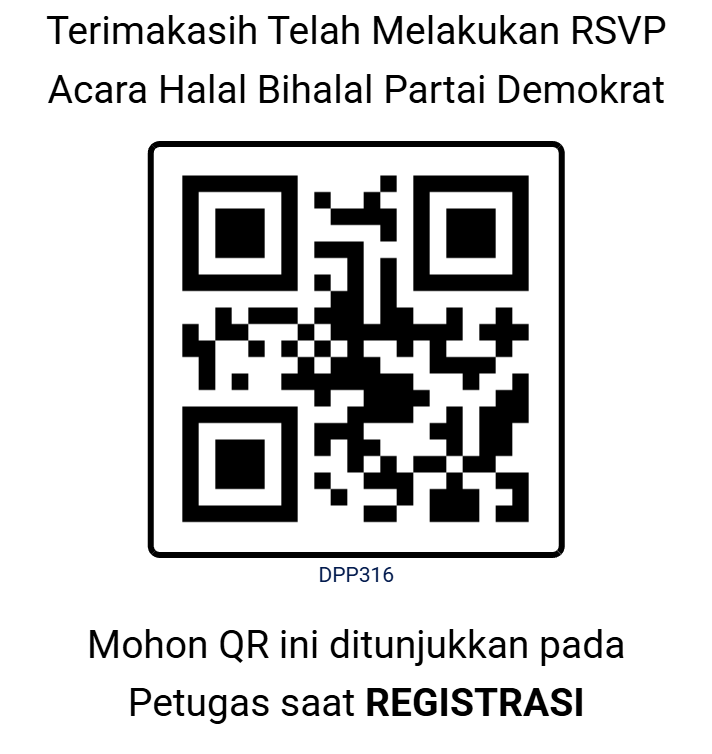 Terimakasih Telah Melakukan RSVP
Acara Halal Bihalal Partai Demokrat
DPP316
Mohon QR ini ditunjukkan pada
Petugas saat REGISTRASI